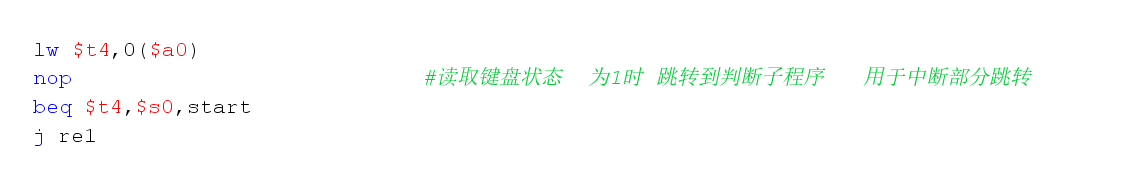 lw $t4,0($a0)
nop #读取键盘状态 为1时 跳转到判断子程序 用于中断部分跳转
beq $t4,$s0,start
j re1